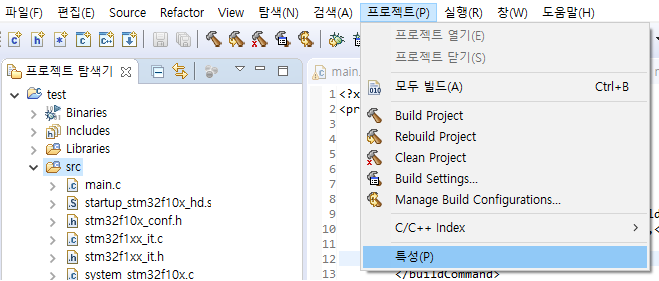 파일(F) 편집(E) Source Refactor View 탐색(N) 검색(A) 프로젝트(P) 실행(R) 창(W) 도움말(H)
프로젝트 탐색기
test
Binaries
Includes
Libraries
src
main.c
startup_stm32f10x_hd.s
stm32f10x_conf.h
stm32f1xx_it.c
stm32f1xx_it.h
system_stm32f10x.c
main.
1 <?x
2 <pr
3
4
5
6
7
8
9
10
11
12
13 </buildCommand>
프로젝트 열기(E)
프로젝트 닫기(S)
모두 빌드(A) Ctrl+B
Build Project
Rebuild Project
Clean Project
Build Settings...
Manage Build Configurations...
C/C++ Index
특성(P)